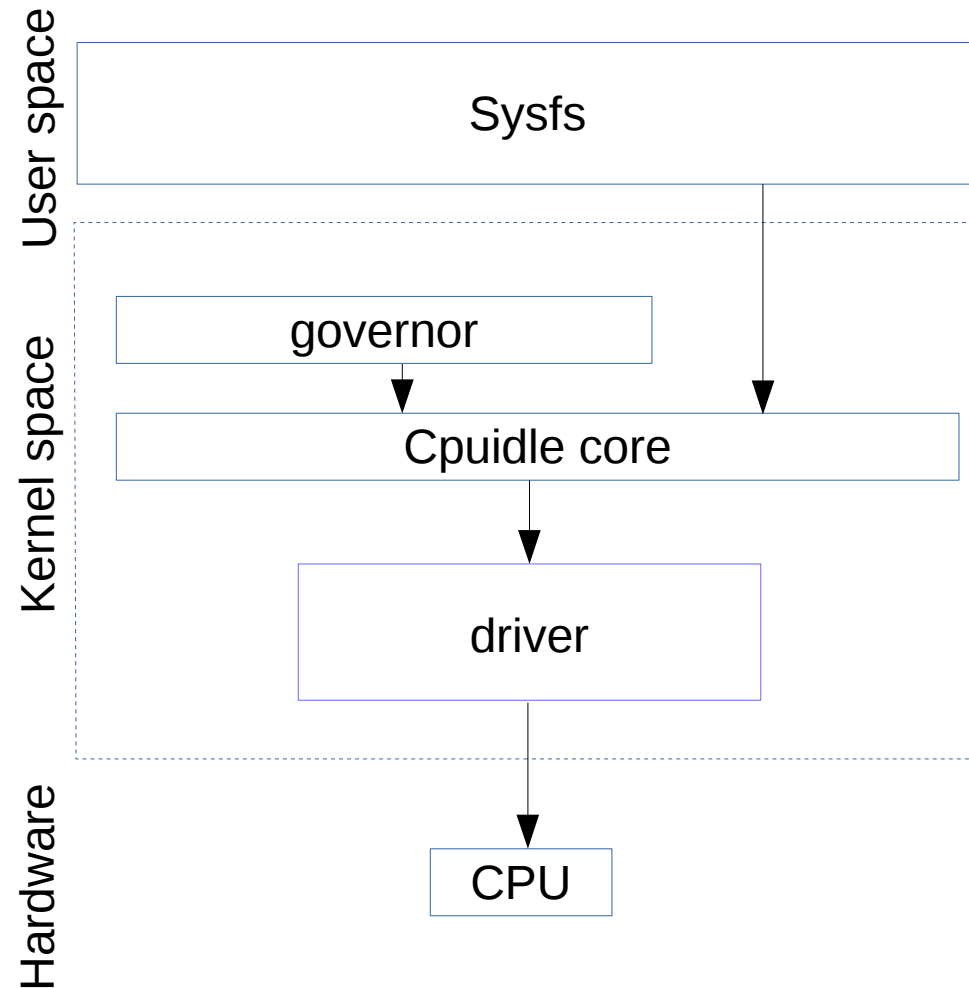 User space
Sysfs
Kernel space
governor
Cpuidle core
driver
Hardware
CPU